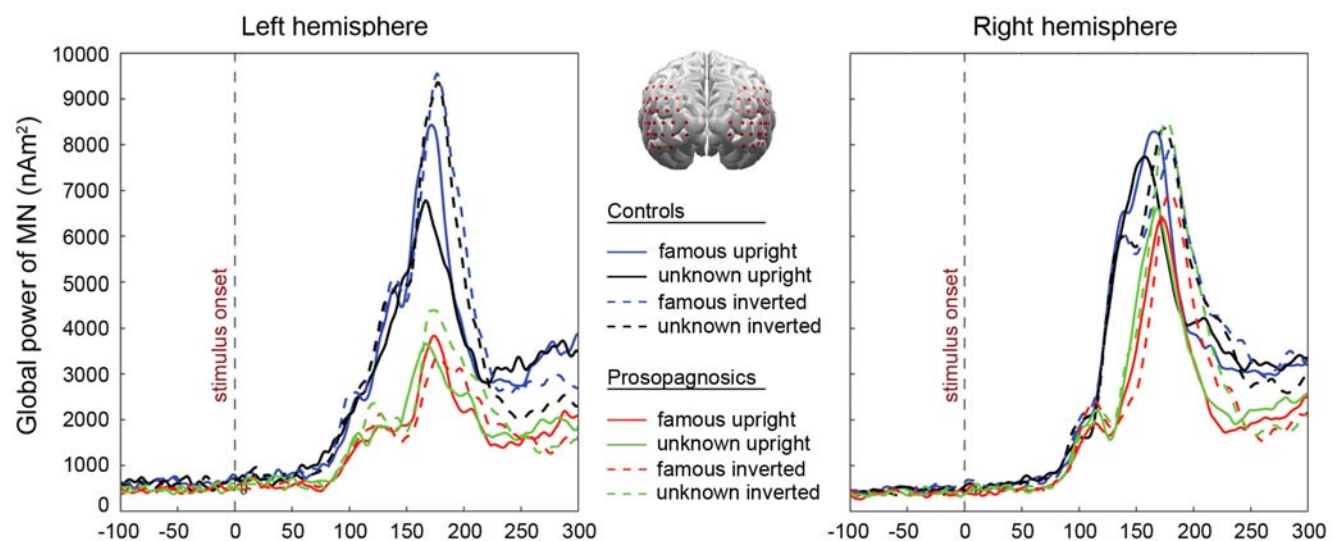 Left hemisphere
Right hemisphere
Global power of MN (nAm²)
10000
9000
8000
7000
6000
5000
4000
3000
2000
1000
0
stimulus onset
-100 -50 0 50 100 150 200 250 300
Controls
famous upright
unknown upright
famous inverted
unknown inverted
Prosopagnosics
famous upright
unknown upright
famous inverted
unknown inverted
stimulus onset
-100 -50 0 50 100 150 200 250 300